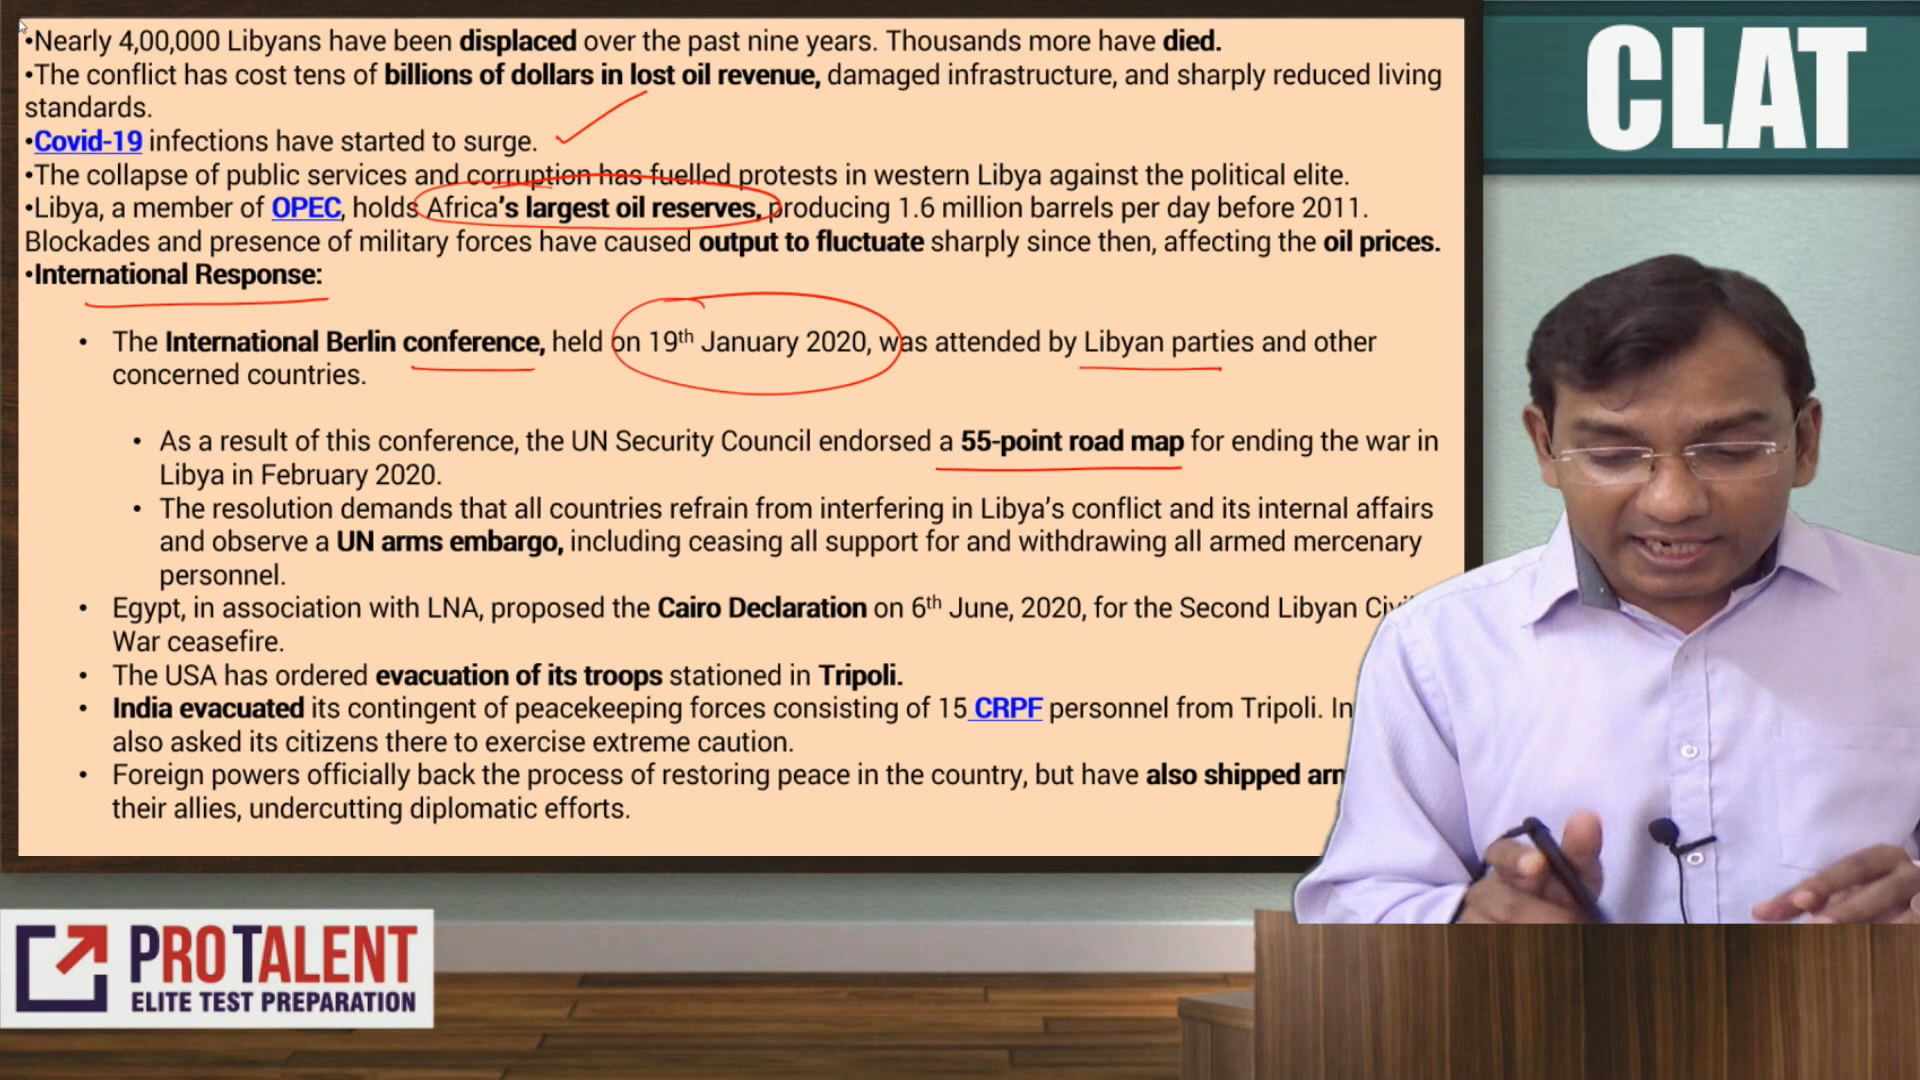 •Nearly 4,00,000 Libyans have been displaced over the past nine years. Thousands more have died.
•The conflict has cost tens of billions of dollars in lost oil revenue, damaged infrastructure, and sharply reduced living
standards.
•Covid-19 infections have started to surge.
•The collapse of public services and corruption has fuelled protests in western Libya against the political elite.
•Libya, a member of OPEC, holds Africa's largest oil reserves, producing 1.6 million barrels per day before 2011.
Blockades and presence of military forces have caused output to fluctuate sharply since then, affecting the oil prices.
•International Response:
• The International Berlin conference, held on 19th January 2020, was attended by Libyan parties and other
concerned countries.
• As a result of this conference, the UN Security Council endorsed a 55-point road map for ending the war in
Libya in February 2020.
• The resolution demands that all countries refrain from interfering in Libya's conflict and its internal affairs
and observe a UN arms embargo, including ceasing all support for and withdrawing all armed mercenary
personnel.
• Egypt, in association with LNA, proposed the Cairo Declaration on 6th June, 2020, for the Second Libyan
War ceasefire.
• The USA has ordered evacuation of its troops stationed in Tripoli.
• India evacuated its contingent of peacekeeping forces consisting of 15 CRPF personnel from Tripoli.
also asked its citizens there to exercise extreme caution.
• Foreign powers officially back the process of restoring peace in the country, but have also shipped
their allies, undercutting diplomatic efforts.
CLAT
PRO TALENT
ELITE TEST PREPARATION